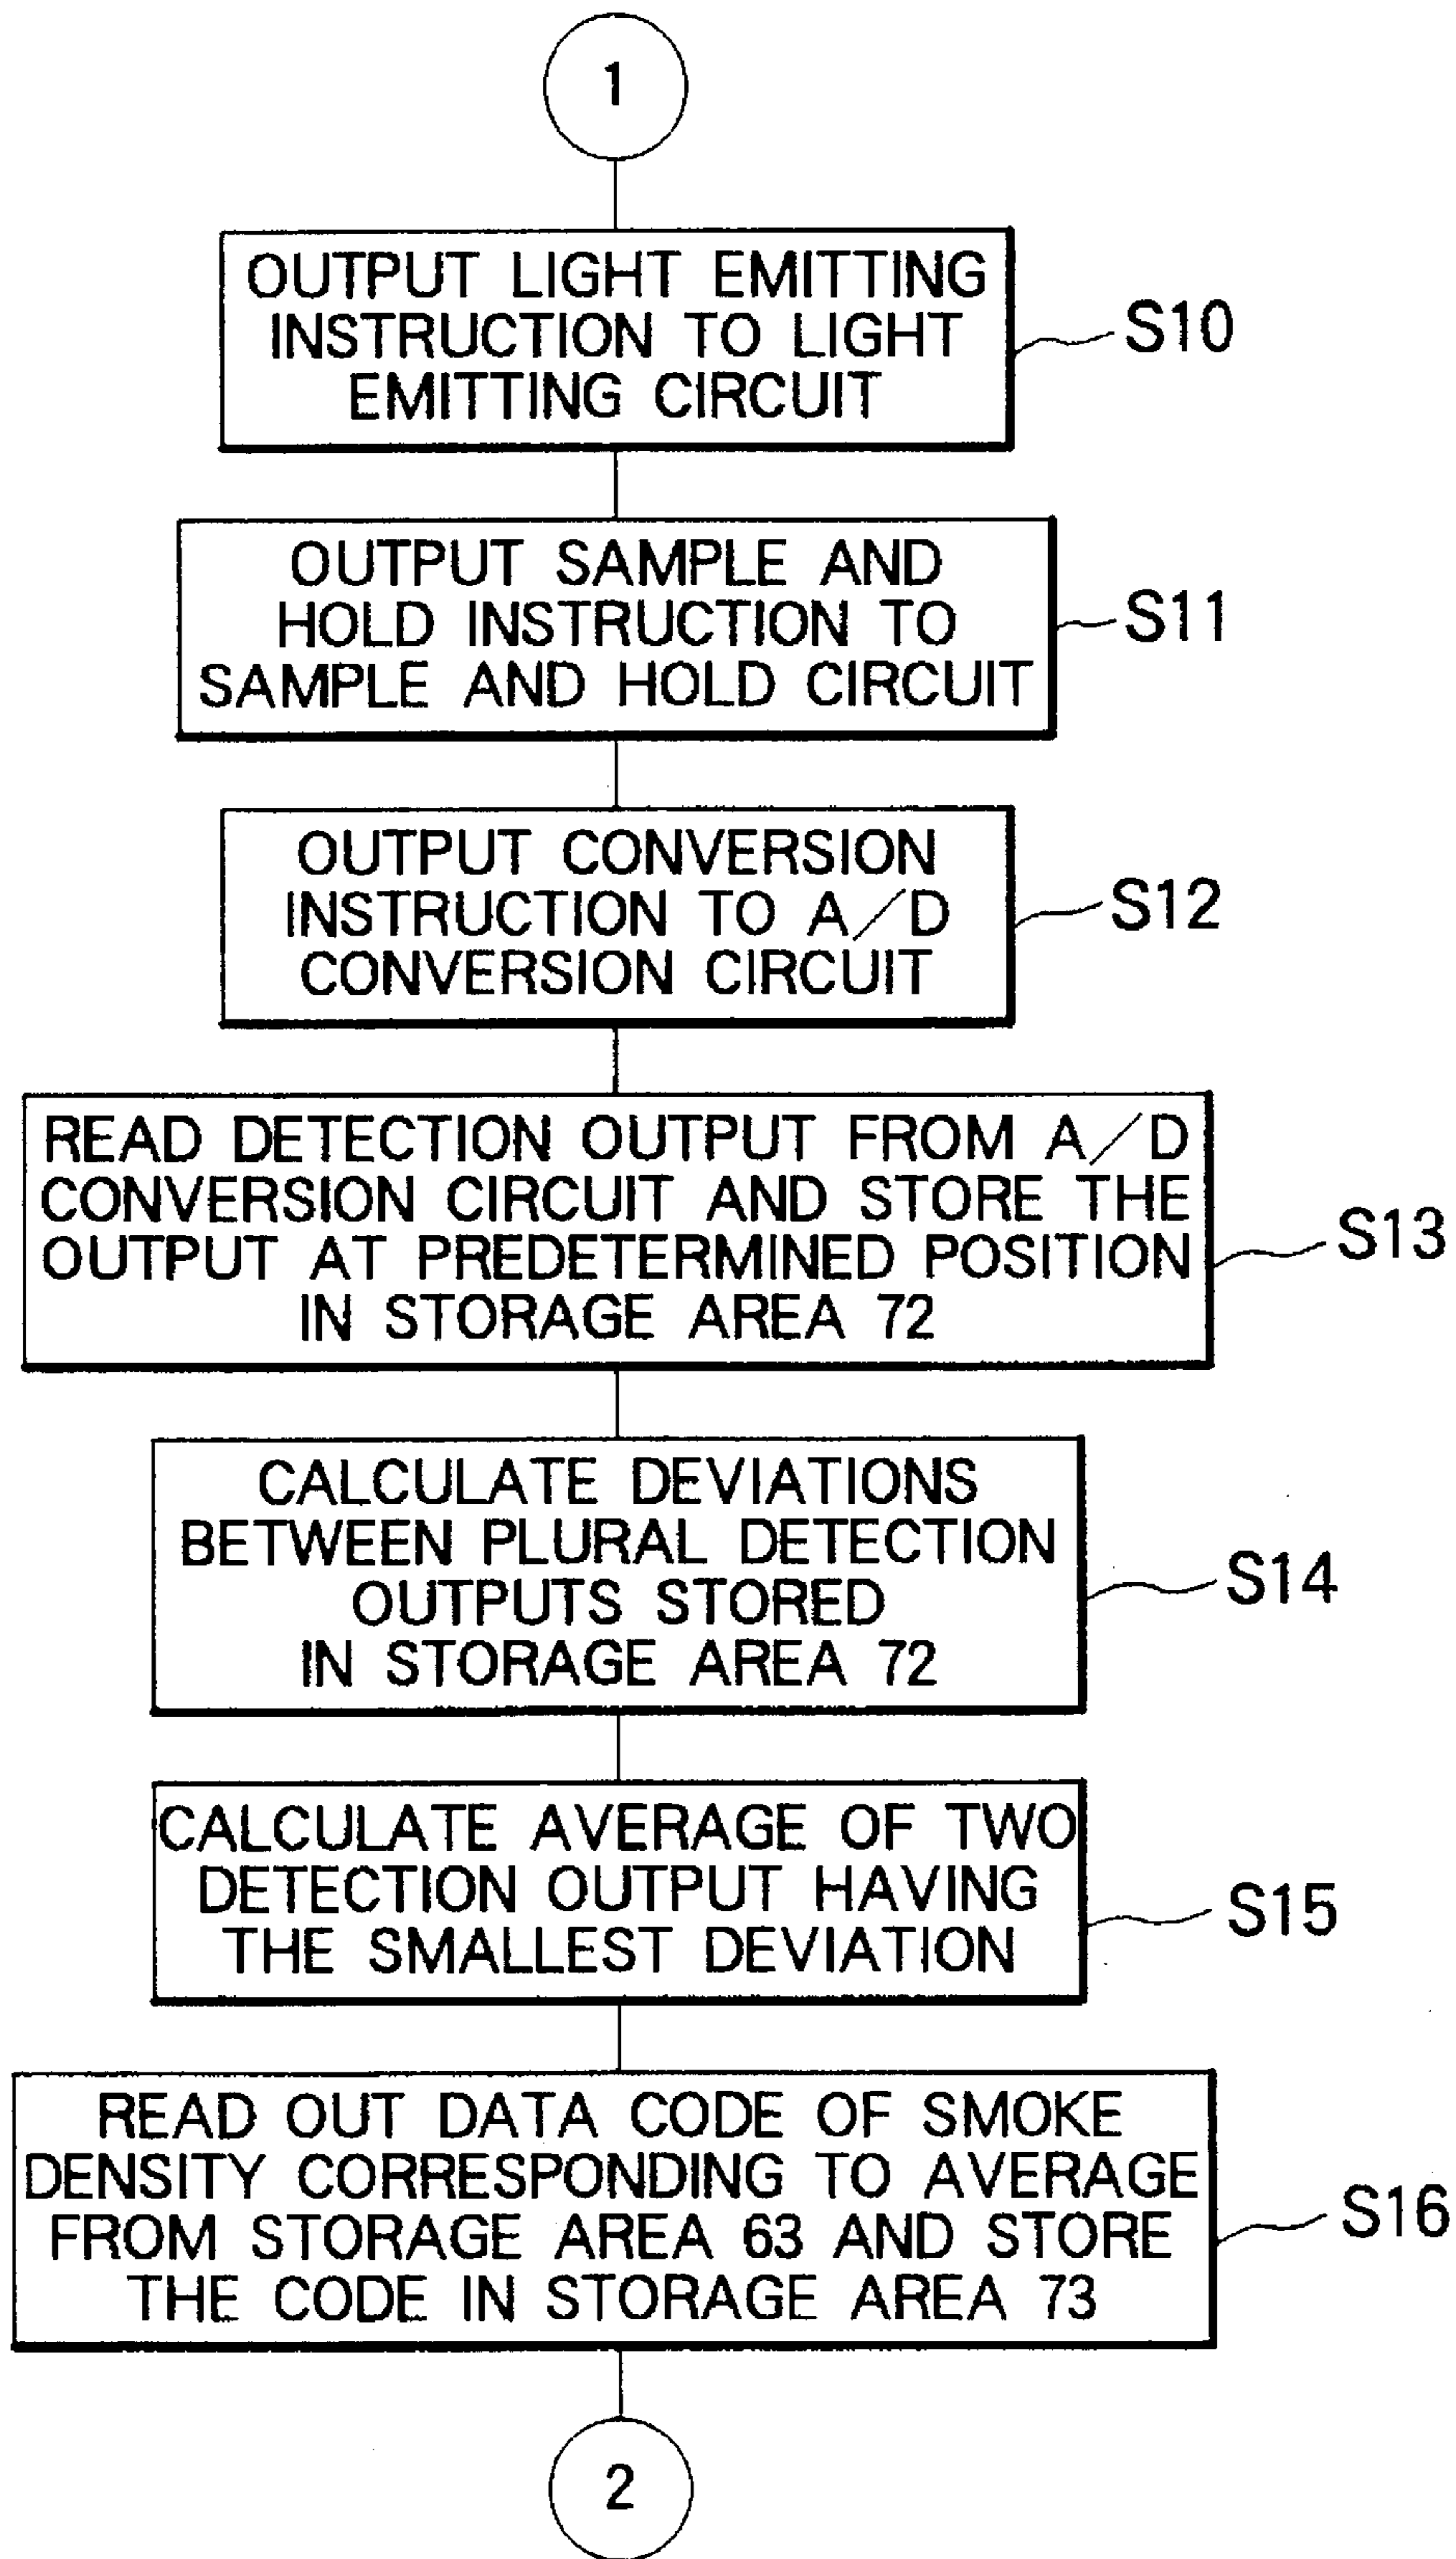 1
OUTPUT LIGHT EMITTING
INSTRUCTION TO LIGHT
EMITTING CIRCUIT
S10
OUTPUT SAMPLE AND
HOLD INSTRUCTION TO
SAMPLE AND HOLD CIRCUIT
S11
OUTPUT CONVERSION
INSTRUCTION TO A/D
CONVERSION CIRCUIT
S12
READ DETECTION OUTPUT FROM A/D
CONVERSION CIRCUIT AND STORE THE
OUTPUT AT PREDETERMINED POSITION
IN STORAGE AREA 72
S13
CALCULATE DEVIATIONS
BETWEEN PLURAL DETECTION
OUTPUTS STORED
IN STORAGE AREA 72
S14
CALCULATE AVERAGE OF TWO
DETECTION OUTPUT HAVING
THE SMALLEST DEVIATION
S15
READ OUT DATA CODE OF SMOKE
DENSITY CORRESPONDING TO AVERAGE
FROM STORAGE AREA 63 AND STORE
THE CODE IN STORAGE AREA 73
S16
2